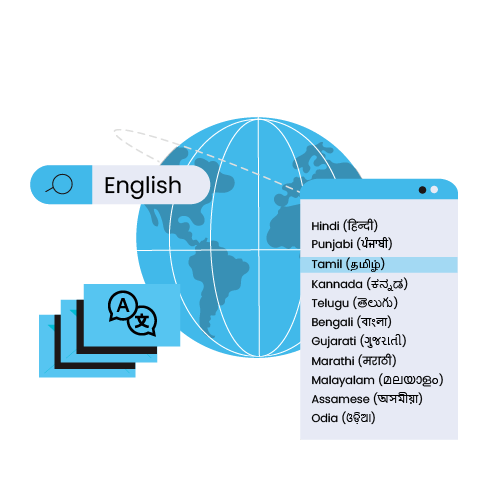 English
Hindi (हिन्दी)
Punjabi (ਪੰਜਾਬੀ)
Tamil (தமிழ்)
Kannada (ಕನ್ನಡ)
Telugu (తెలుగు)
Bengali (বাংলা)
Gujarati (ગુજરાતી)
Marathi (मराठी)
Malayalam (മലയാളം)
Assamese (অসমীয়া)
Odia (ଓଡ଼ିଆ)
A
文